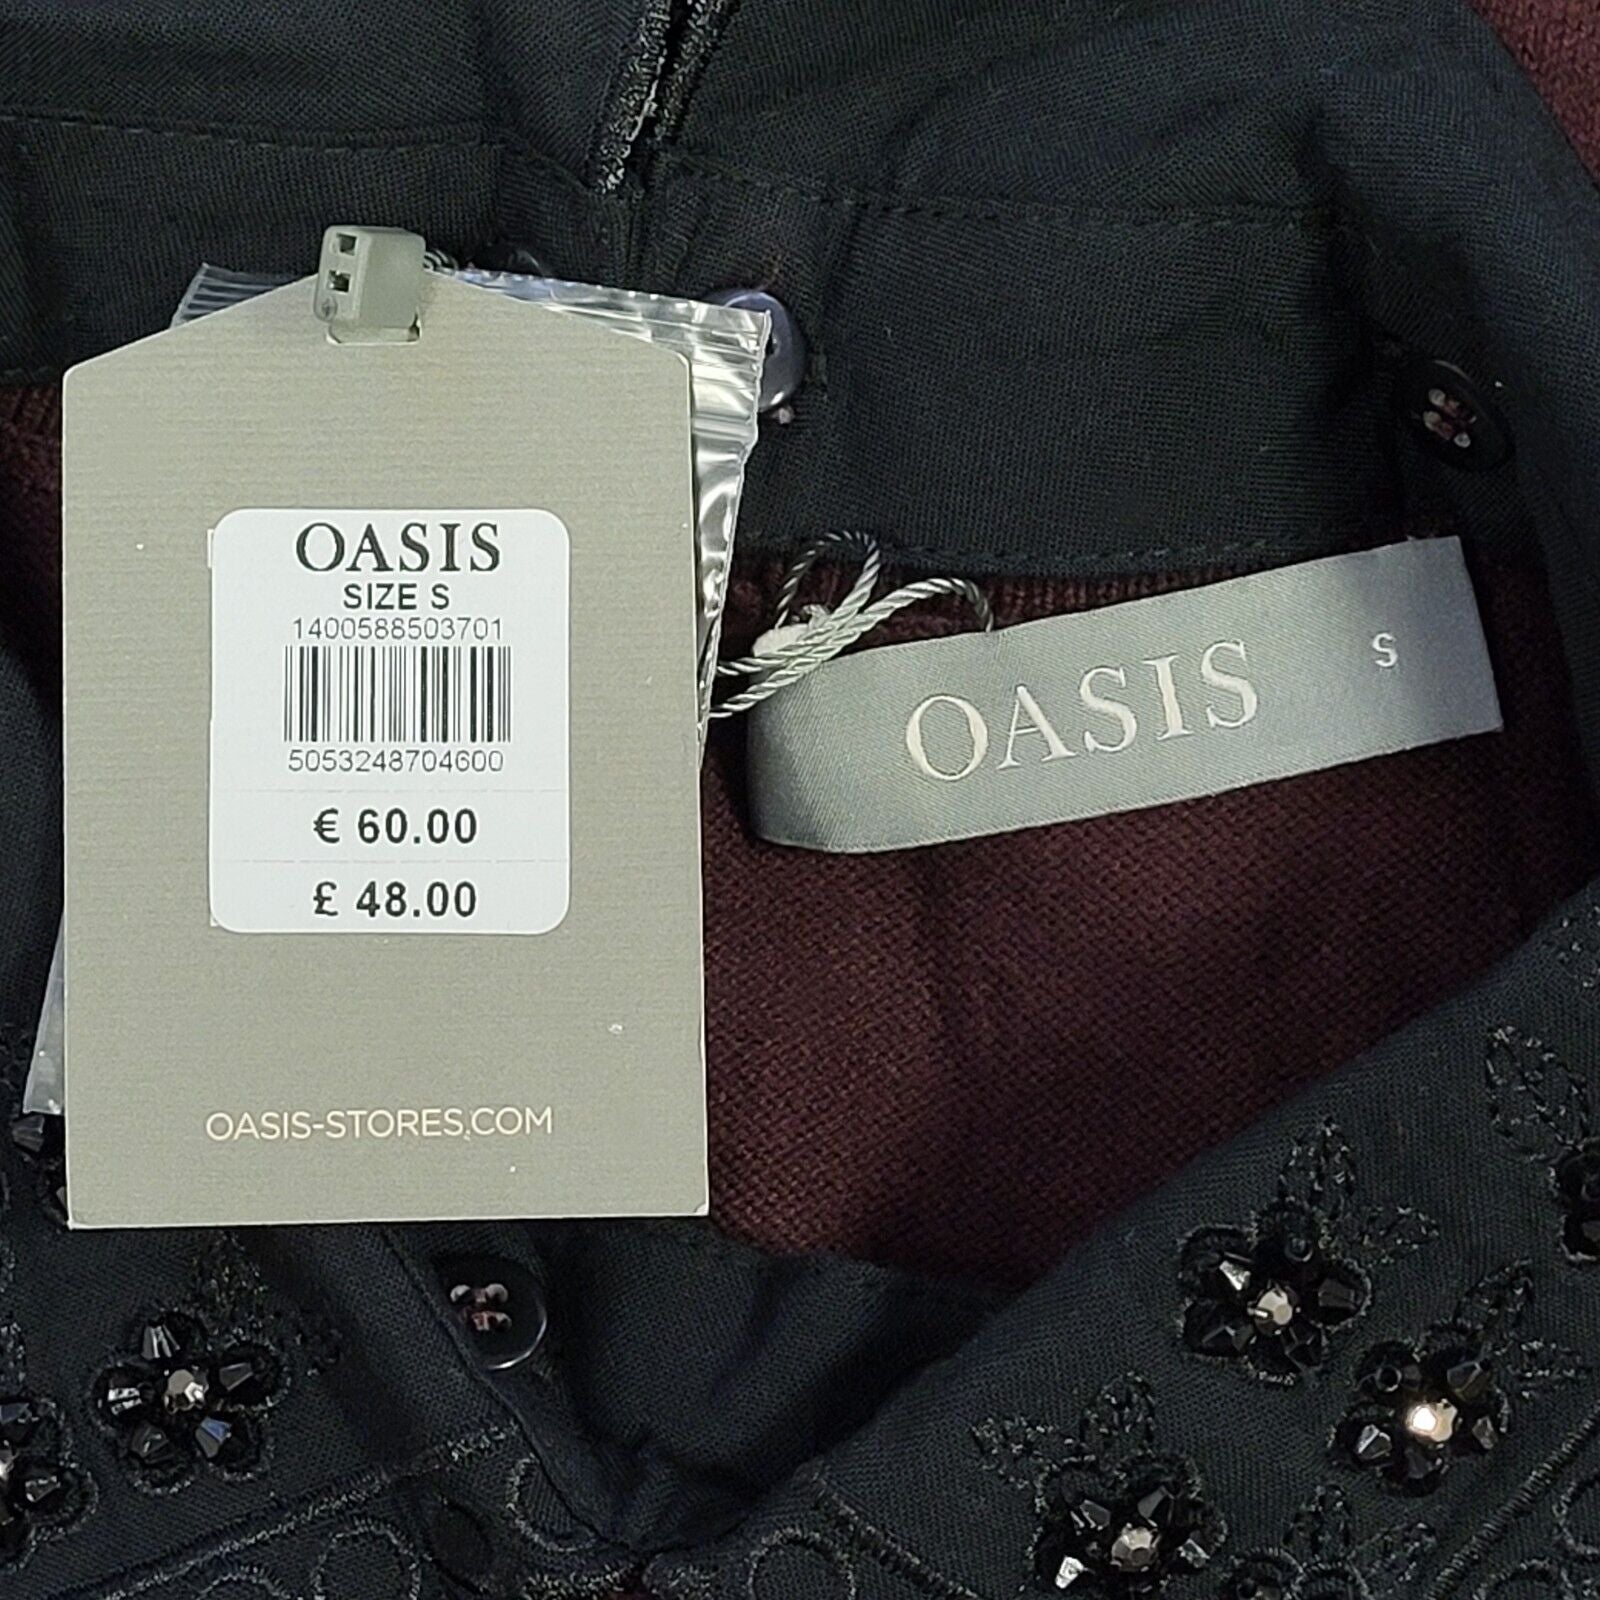 OASIS
SIZE S
1400588503701
5053248704600
€ 60.00
£ 48.00
OASIS-STORES.COM
OASIS S